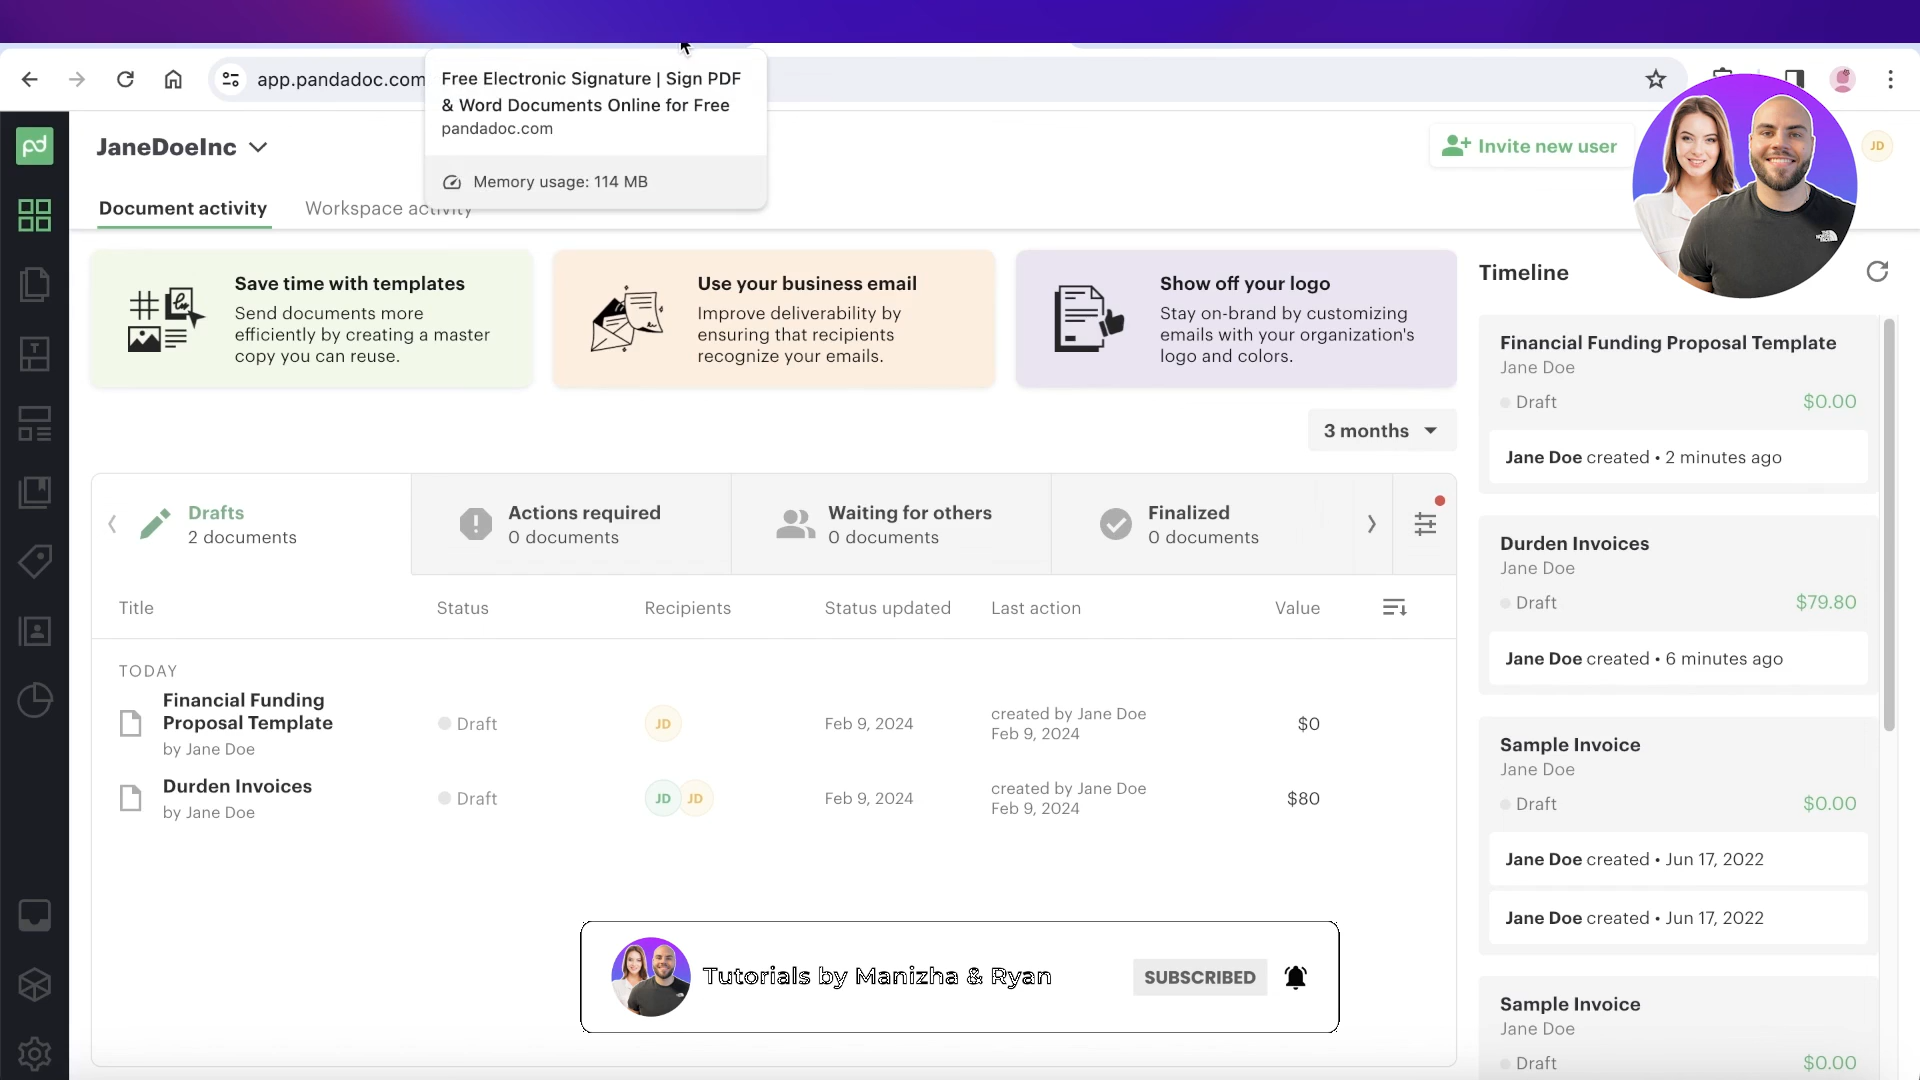 app.pandadoc.com
Free Electronic Signature | Sign PDF
& Word Documents Online for Free
pandadoc.com
Memory usage: 114 MB
pd
JaneDoeInc
Invite new user
JD
Document activity
Workspace activity
Save time with templates
Send documents more
efficiently by creating a master
copy you can reuse.
Use your business email
Improve deliverability by
ensuring that recipients
recognize your emails.
Show off your logo
Stay on-brand by customizing
emails with your organization's
logo and colors.
3 months
Drafts
2 documents
Actions required
0 documents
Waiting for others
0 documents
Finalized
0 documents
Title Status Recipients Status updated Last action Value
TODAY
Financial Funding
Proposal Template
by Jane Doe
Draft
JD
Feb 9, 2024
created by Jane Doe
Feb 9, 2024
$0
Durden Invoices
by Jane Doe
Draft
JD JD
Feb 9, 2024
created by Jane Doe
Feb 9, 2024
$80
Timeline
Financial Funding Proposal Template
Jane Doe
Draft $0.00
Jane Doe created • 2 minutes ago
Durden Invoices
Jane Doe
Draft $79.80
Jane Doe created • 6 minutes ago
Sample Invoice
Jane Doe
Draft $0.00
Jane Doe created • Jun 17, 2022
Jane Doe created • Jun 17, 2022
Sample Invoice
Jane Doe
Draft $0.00
Tutorials by Manizha & Ryan
SUBSCRIBED